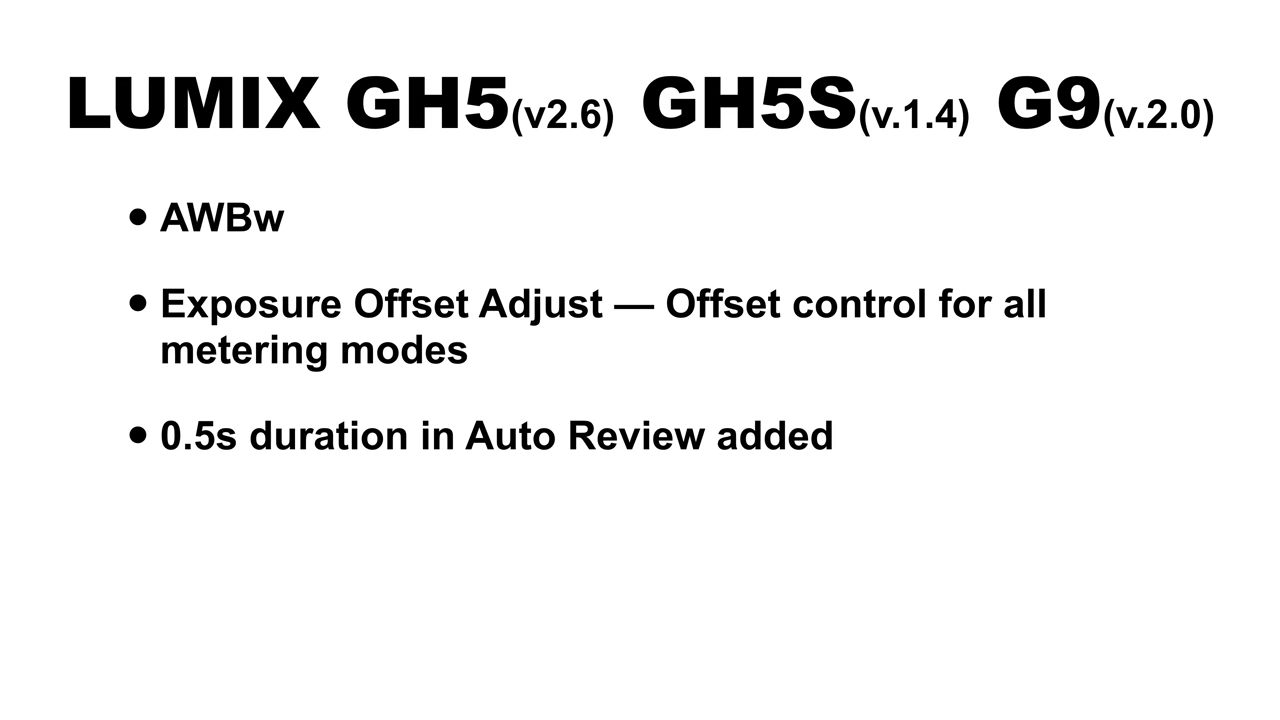 LUMIX GH5(v2.6) GH5S(v.1.4) G9(v.2.0)
• AWBw
• Exposure Offset Adjust — Offset control for all
metering modes
• 0.5s duration in Auto Review added